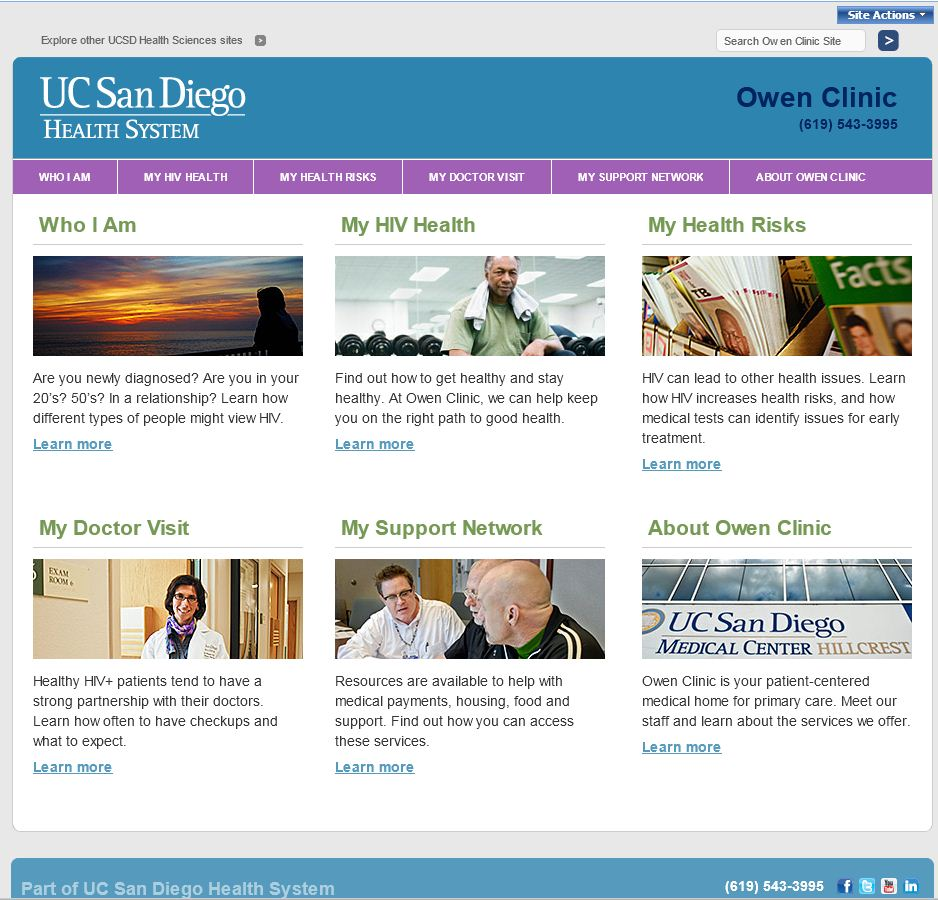 Site Actions
Explore other UCSD Health Sciences sites
Search Owen Clinic Site
>
UC San Diego
HEALTH SYSTEM
Owen Clinic
(619) 543-3995
WHO I AM
MY HIV HEALTH
MY HEALTH RISKS
MY DOCTOR VISIT
MY SUPPORT NETWORK
ABOUT OWEN CLINIC
Who I Am
Are you newly diagnosed? Are you in your
20's? 50's? In a relationship? Learn how
different types of people might view HIV.
Learn more
My HIV Health
Find out how to get healthy and stay
healthy. At Owen Clinic, we can help keep
you on the right path to good health.
Learn more
My Health Risks
Facts
HIV can lead to other health issues. Learn
how HIV increases health risks, and how
medical tests can identify issues for early
treatment.
Learn more
My Doctor Visit
EXAM
ROOM 6
Healthy HIV+ patients tend to have a
strong partnership with their doctors.
Learn how often to have checkups and
what to expect.
Learn more
My Support Network
Resources are available to help with
medical payments, housing, food and
support. Find out how you can access
these services.
Learn more
About Owen Clinic
UC San Diego
MEDICAL CENTER HILLCREST
Owen Clinic is your patient-centered
medical home for primary care. Meet our
staff and learn about the services we offer.
Learn more
Part of UC San Diego Health System
(619) 543-3995